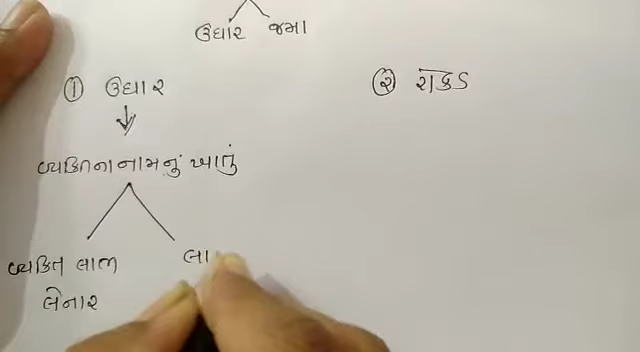 ઉધાર જમા
① ઉધાર
② રોકડ
વ્યક્તિના નામનું ખાતું
વ્યક્તિ લાભ
લેનાર
લા